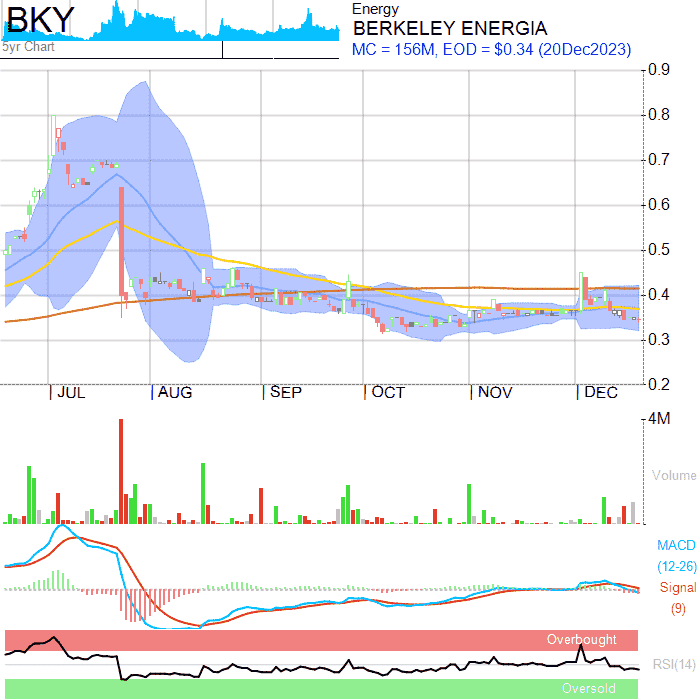 BKY
5yr Chart
Energy
BERKELEY ENERGIA
MC = 156M, EOD = $0.34 (20Dec2023)
0.9
0.8
0.7
0.6
0.5
0.4
0.3
0.2
JUL AUG SEP OCT NOV DEC
4M
Volume
MACD
(12-26)
Signal
(9)
Overbought
RSI(14)
Oversold